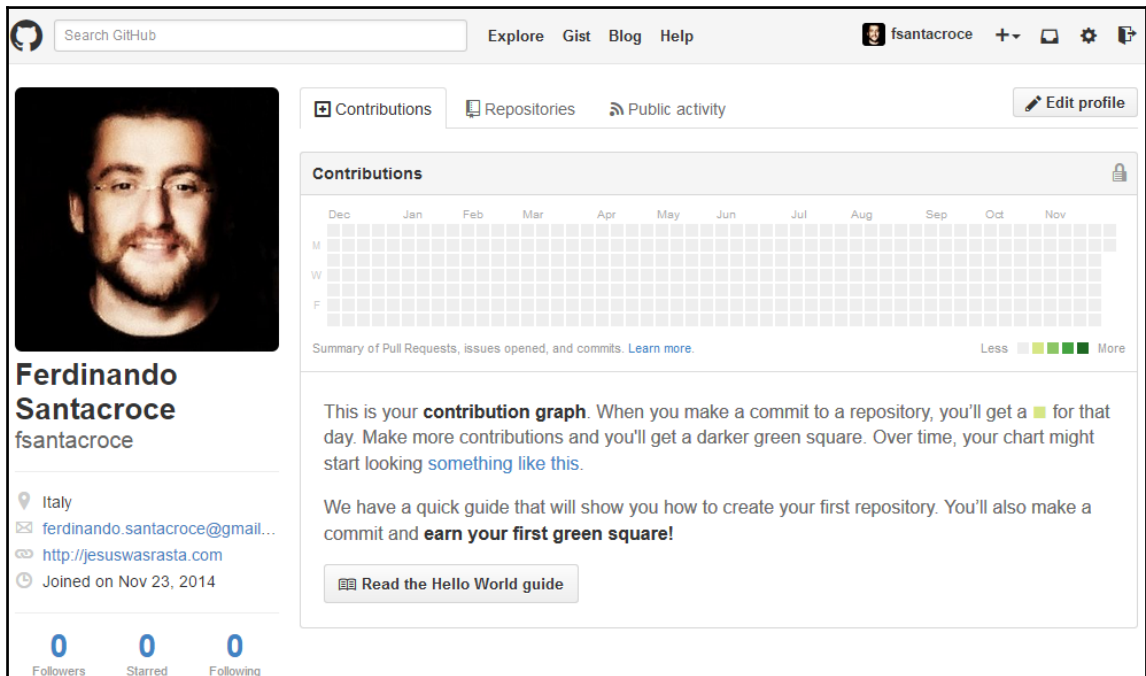 Search GitHub
Explore Gist Blog Help
fsantacroce
Contributions
Repositories
Public activity
Edit profile
Contributions
Dec Jan Feb Mar Apr May Jun Jul Aug Sep Oct Nov
M
W
F
Summary of Pull Requests, issues opened, and commits. Learn more.
Less More
Ferdinando
Santacroce
fsantacroce
Italy
ferdinando.santacroce@gmail...
http://jesuswasrasta.com
Joined on Nov 23, 2014
0 0 0
Followers Starred Following
This is your contribution graph. When you make a commit to a repository, you’ll get a for that
day. Make more contributions and you'll get a darker green square. Over time, your chart might
start looking something like this.
We have a quick guide that will show you how to create your first repository. You’ll also make a
commit and earn your first green square!
Read the Hello World guide